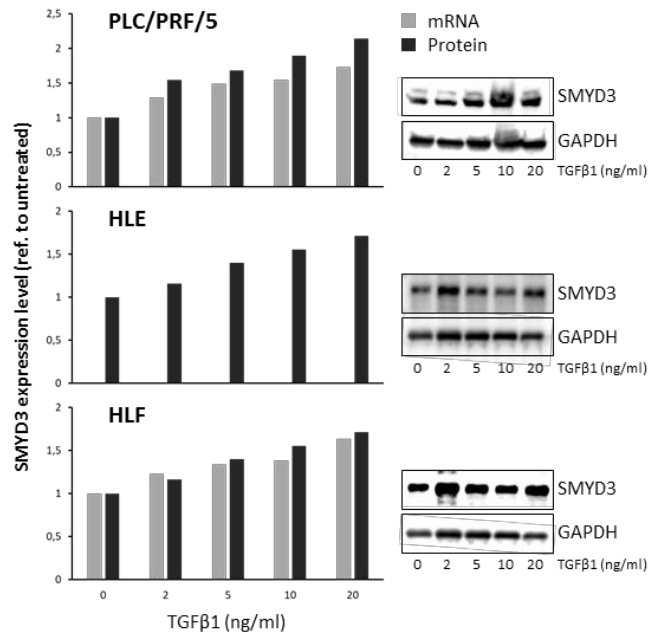 PLC/PRF/5
mRNA
Protein
2,5
2
1,5
1
0,5
0
SMYD3
GAPDH
0 2 5 10 20 TGFβ1 (ng/ml)
SMYD3 expression level (ref. to untreated)
HLE
2
1,5
1
0,5
0
SMYD3
GAPDH
0 2 5 10 20 TGFβ1 (ng/ml)
HLF
2
1,5
1
0,5
0
0 2 5 10 20
TGFβ1 (ng/ml)
SMYD3
GAPDH
0 2 5 10 20 TGFβ1 (ng/ml)